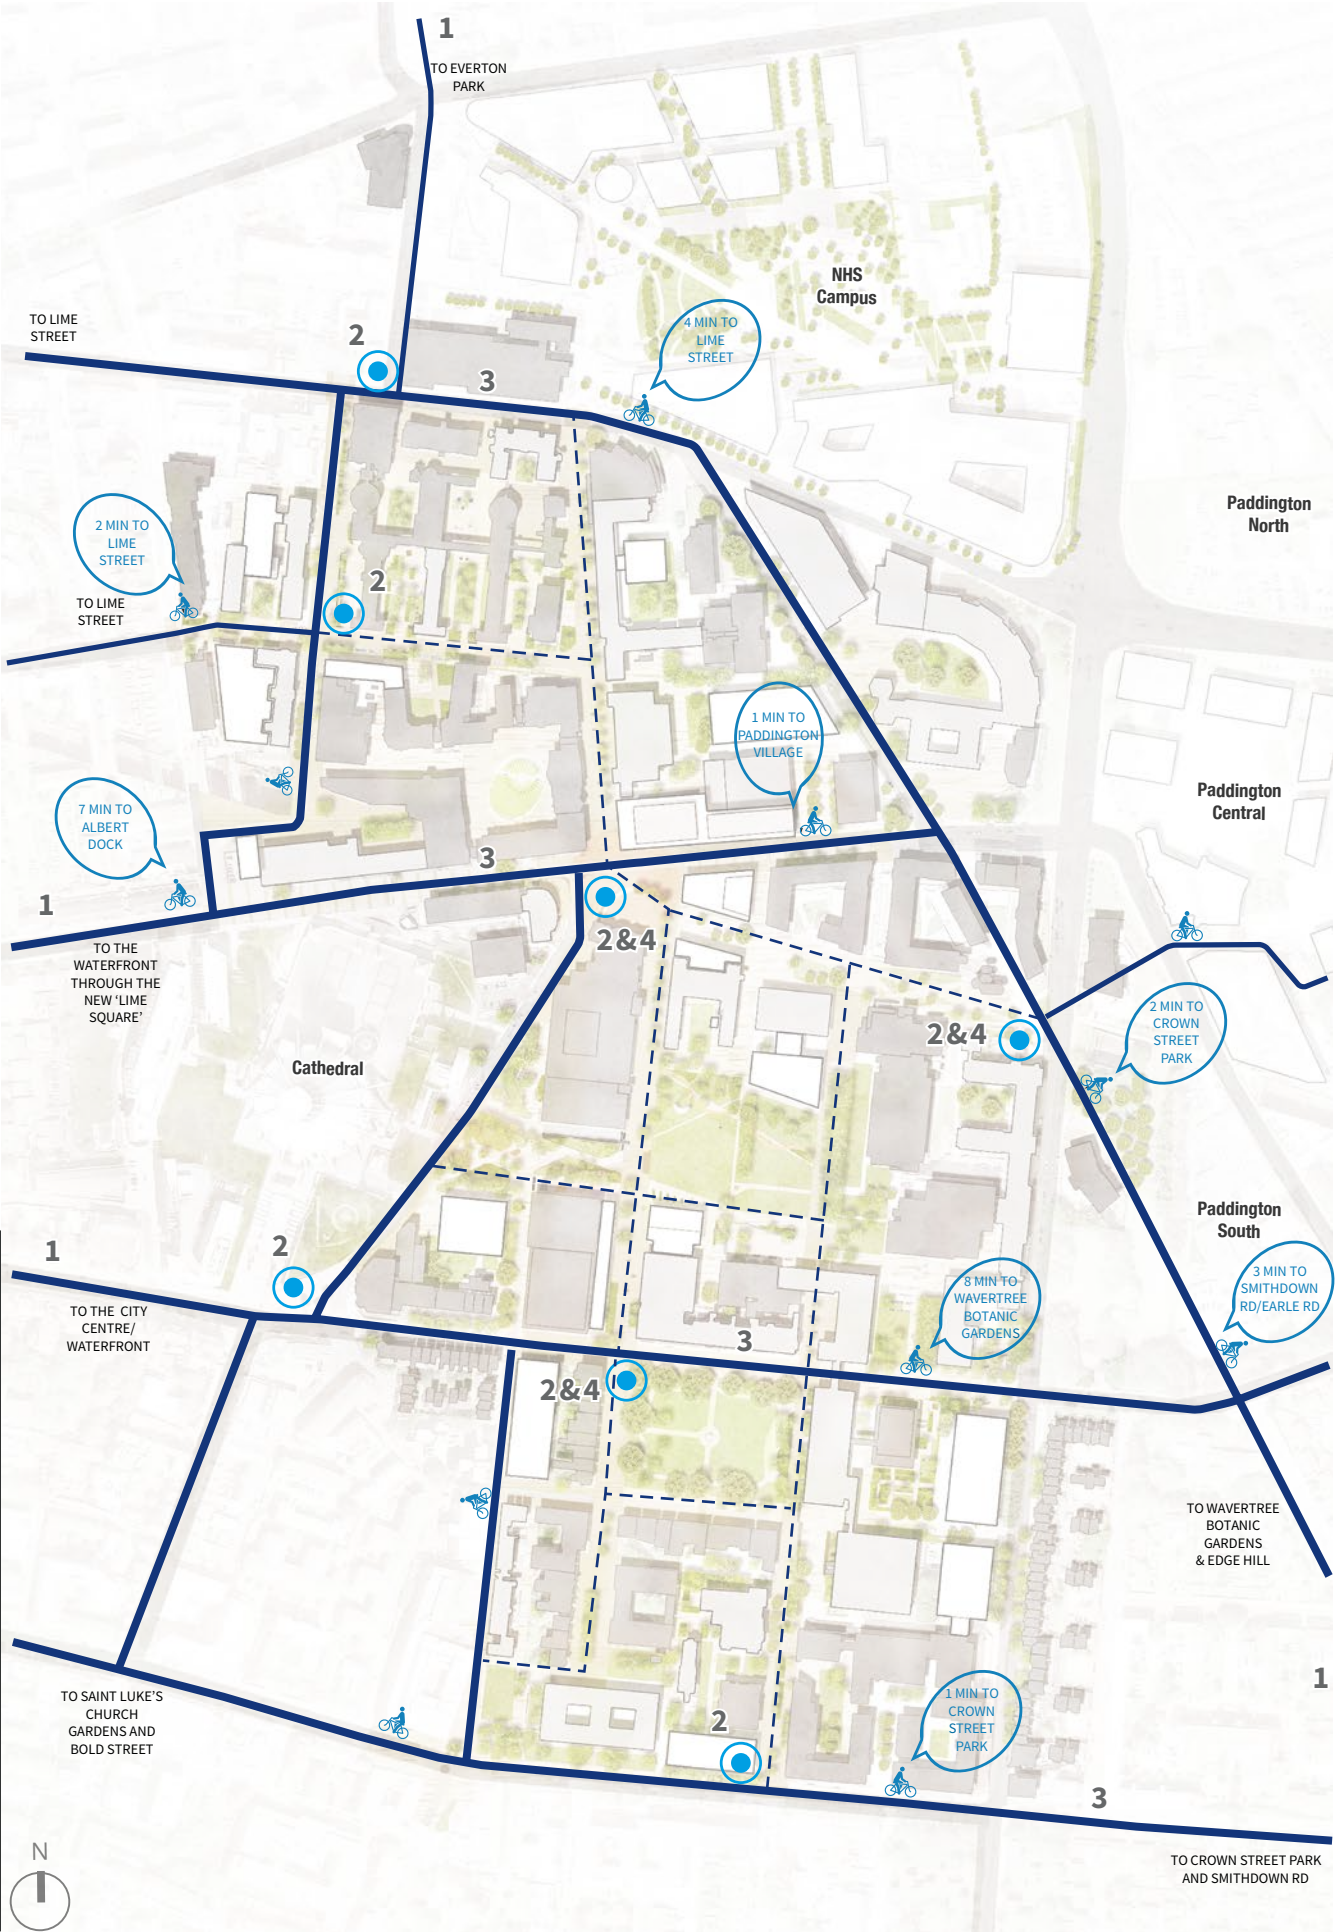 1
TO EVERTON
PARK
NHS
Campus
TO LIME
STREET
2
4 MIN TO
LIME
STREET
3
Paddington
North
2 MIN TO
LIME
STREET
2
TO LIME
STREET
1 MIN TO
PADDINGTON
VILLAGE
Paddington
Central
7 MIN TO
ALBERT
DOCK
3
1
2&4
TO THE
WATERFRONT
THROUGH THE
NEW ‘LIME
SQUARE’
2&4
2 MIN TO
CROWN
STREET
PARK
Cathedral
Paddington
South
1
2
3 MIN TO
SMITHDOWN
RD/EARLE RD
8 MIN TO
WAVERTREE
BOTANIC
GARDENS
TO THE CITY
CENTRE/
WATERFRONT
3
2&4
TO WAVERTREE
BOTANIC
GARDENS
& EDGE HILL
1
TO SAINT LUKE’S
CHURCH
GARDENS AND
BOLD STREET
1 MIN TO
CROWN
STREET
PARK
2
3
N
TO CROWN STREET PARK
AND SMITHDOWN RD